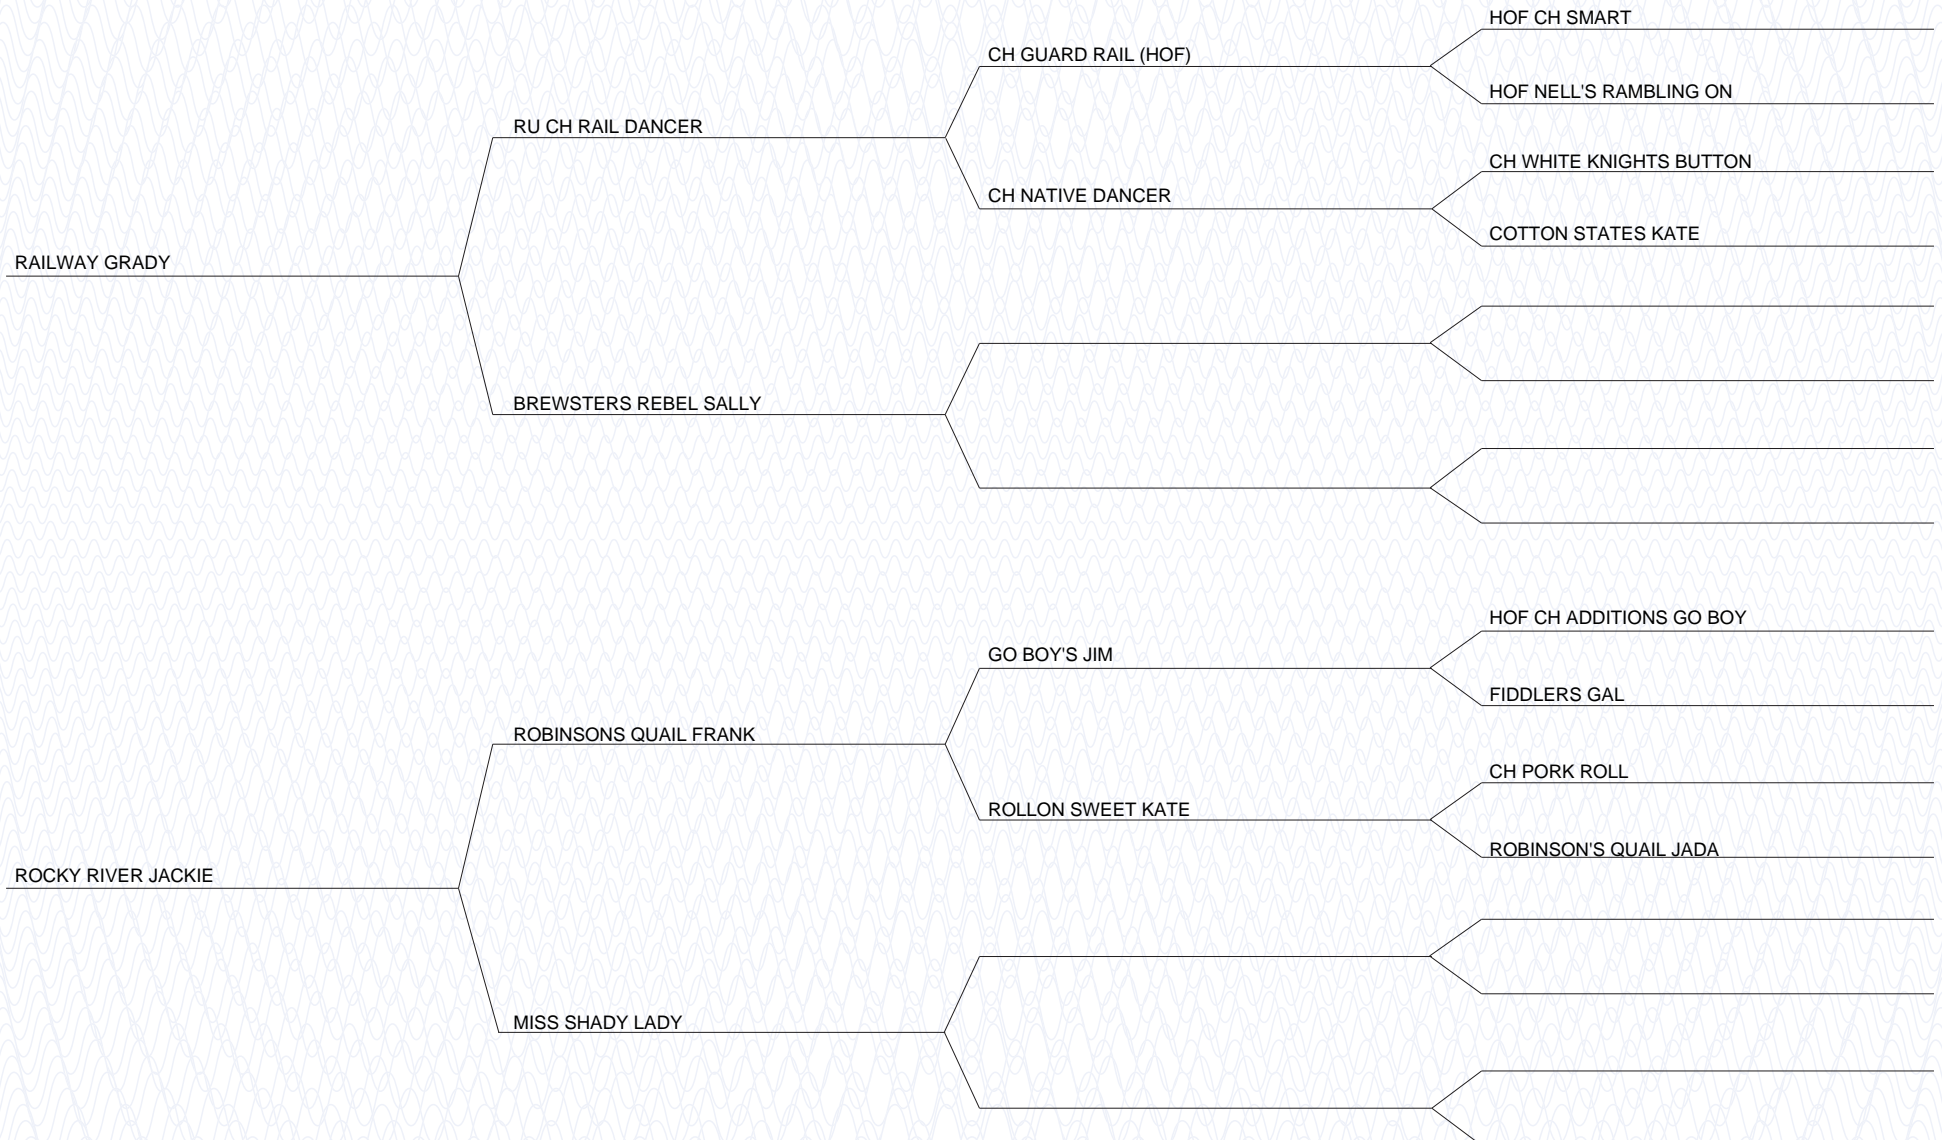 HOF CH SMART
CH GUARD RAIL (HOF)
HOF NELL'S RAMBLING ON
RU CH RAIL DANCER
CH WHITE KNIGHTS BUTTON
CH NATIVE DANCER
COTTON STATES KATE
RAILWAY GRADY
BREWSTERS REBEL SALLY
HOF CH ADDITIONS GO BOY
GO BOY'S JIM
FIDDLERS GAL
ROBINSONS QUAIL FRANK
CH PORK ROLL
ROLLON SWEET KATE
ROBINSON'S QUAIL JADA
ROCKY RIVER JACKIE
MISS SHADY LADY